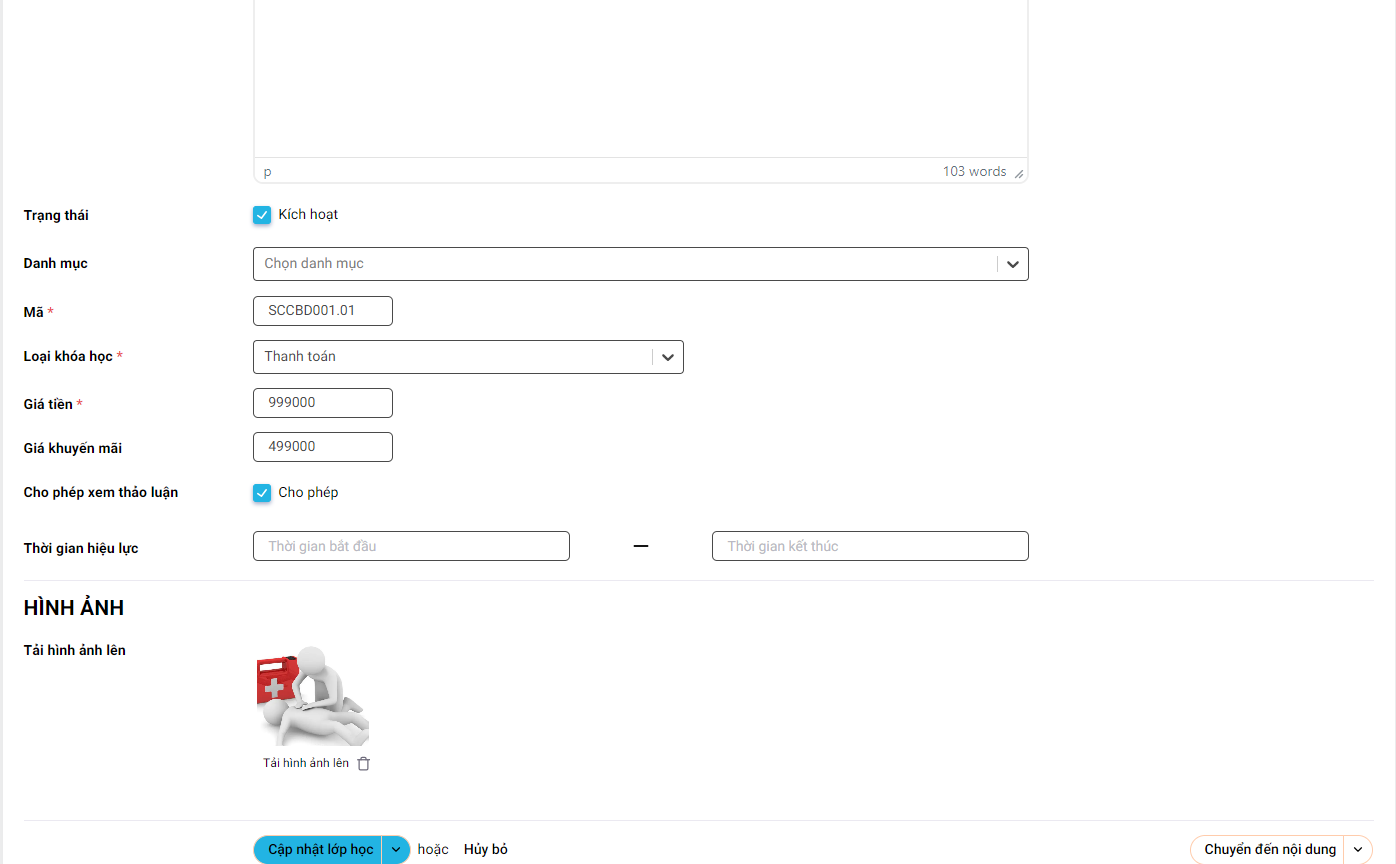 p 103 words
Trạng thái Kích hoạt
Danh mục Chọn danh mục
Mã * SCCBD001.01
Loại khóa học * Thanh toán
Giá tiền * 999000
Giá khuyến mãi 499000
Cho phép xem thảo luận Cho phép
Thời gian hiệu lực Thời gian bắt đầu — Thời gian kết thúc
HÌNH ẢNH
Tải hình ảnh lên
Tải hình ảnh lên
Cập nhật lớp học hoặc Hủy bỏ Chuyển đến nội dung